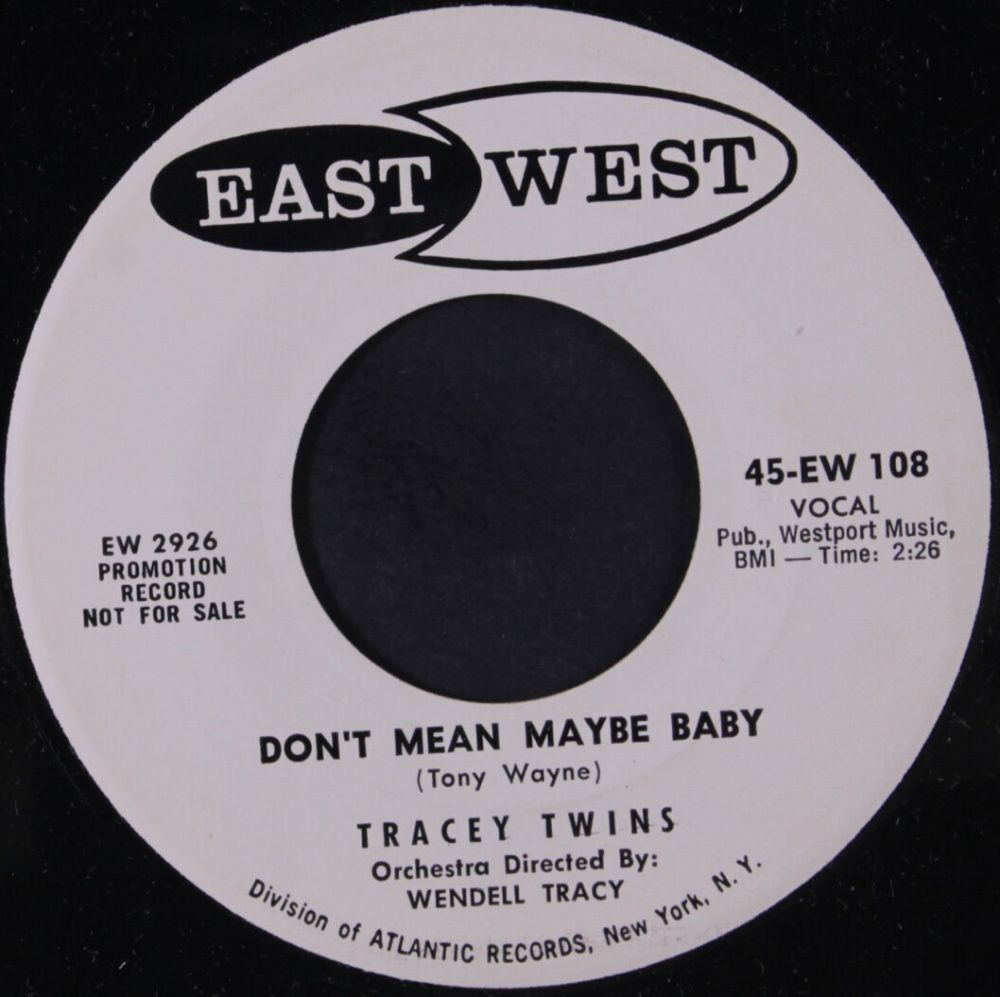 EAST WEST
45-EW 108
VOCAL
Pub., Westport Music,
BMI — Time: 2:26
EW 2926
PROMOTION
RECORD
NOT FOR SALE
DON'T MEAN MAYBE BABY
(Tony Wayne)
TRACEY TWINS
Orchestra Directed By:
WENDELL TRACY
Division of ATLANTIC RECORDS, New York, N. Y.